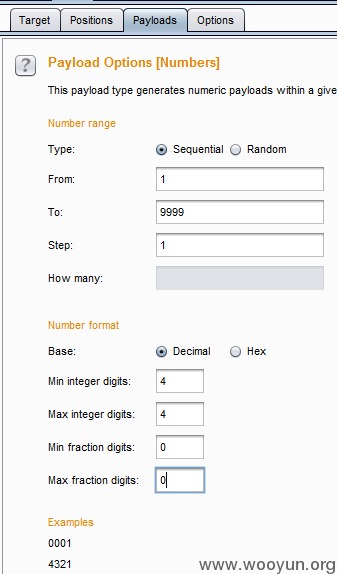 Target Positions Payloads Options
? Payload Options [Numbers]
This payload type generates numeric payloads within a give
Number range
Type: Sequential Random
From: 1
To: 9999
Step: 1
How many:
Number format
Base: Decimal Hex
Min integer digits: 4
Max integer digits: 4
Min fraction digits: 0
Max fraction digits: 0
Examples
0001
4321
www.wooyun.org